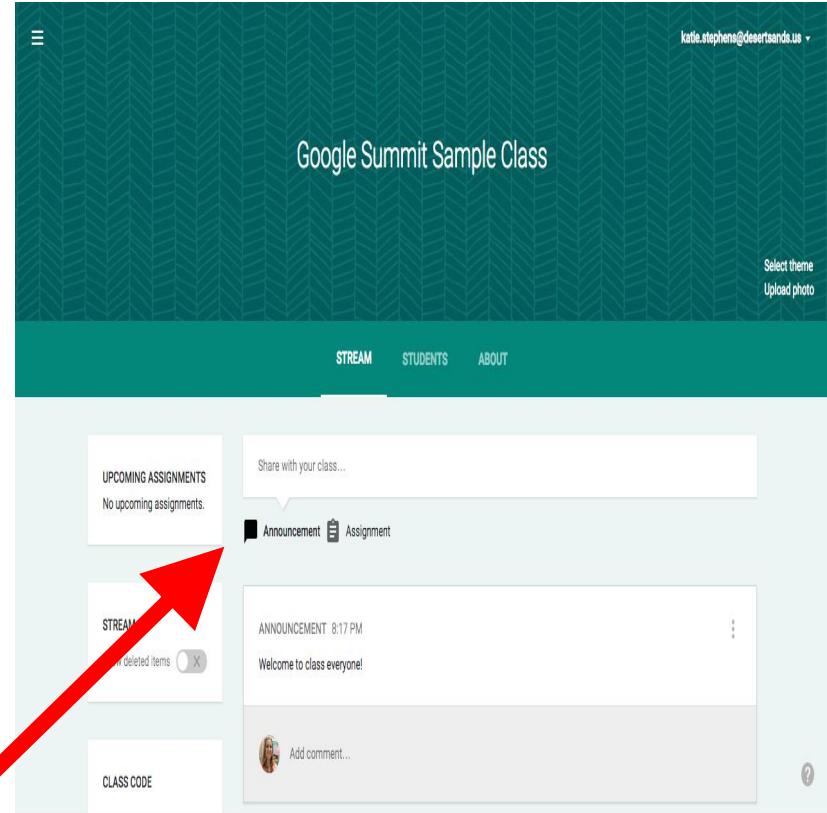 katie.stephens@desertsands.us
Google Summit Sample Class
Select theme
Upload photo
STREAM STUDENTS ABOUT
UPCOMING ASSIGNMENTS
No upcoming assignments.
Share with your class...
Announcement Assignment
STREAM
deleted items X
ANNOUNCEMENT 8:17 PM
Welcome to class everyone!
Add comment...
CLASS CODE
?